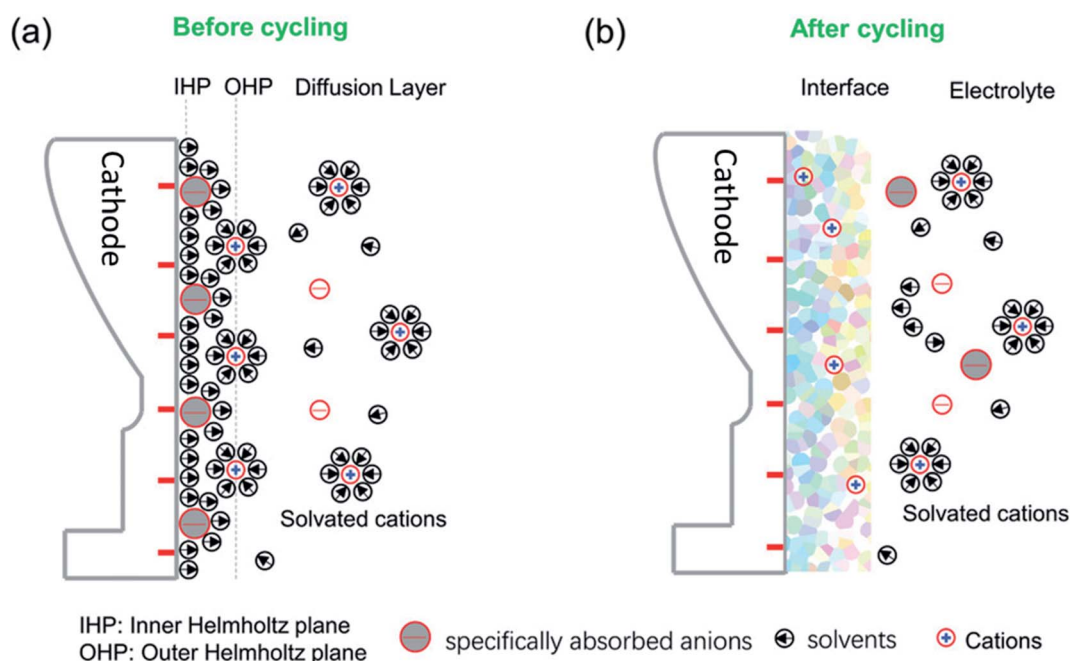 (a)
Before cycling
IHP
OHP
Diffusion Layer
Cathode
Solvated cations
(b)
After cycling
Interface
Electrolyte
Cathode
Solvated cations
IHP: Inner Helmholtz plane
OHP: Outer Helmholtz plane
specifically absorbed anions
solvents
Cations